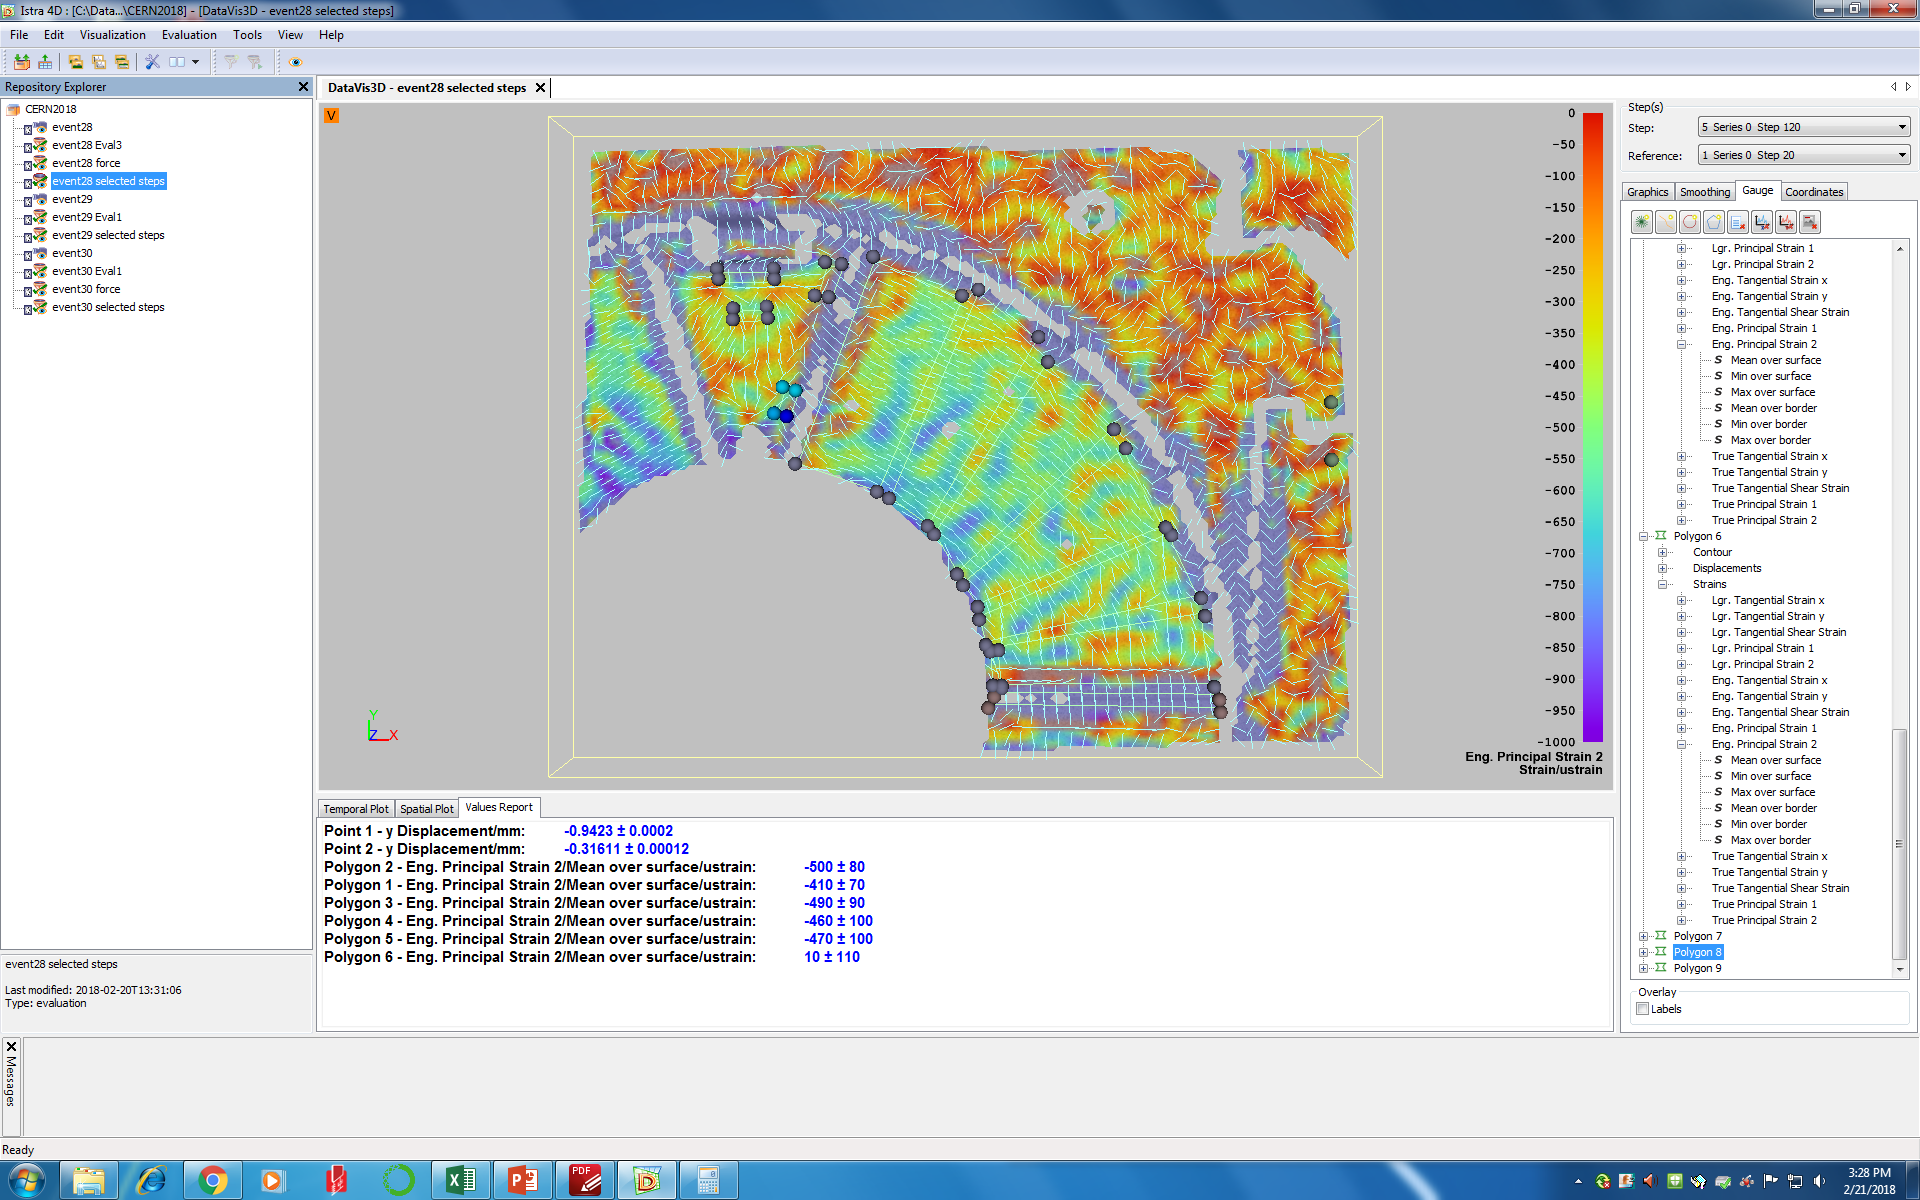 Istra 4D : [C:\Data...\CERN2018] - [DataVis3D - event28 selected steps]
File Edit Visualization Evaluation Tools View Help
Repository Explorer
CERN2018
event28
event28 Eval3
event28 force
event28 selected steps
event29
event29 Eval1
event29 selected steps
event30
event30 Eval1
event30 force
event30 selected steps
event28 selected steps
Last modified: 2018-02-20T13:31:06
Type: evaluation
DataVis3D - event28 selected steps
V
0
-50
-100
-150
-200
-250
-300
-350
-400
-450
-500
-550
-600
-650
-700
-750
-800
-850
-900
-950
-1000
Eng. Principal Strain 2
Strain/ustrain
Y
Z X
Temporal Plot Spatial Plot Values Report
Point 1 - y Displacement/mm: -0.9423 ± 0.0002
Point 2 - y Displacement/mm: -0.31611 ± 0.00012
Polygon 2 - Eng. Principal Strain 2/Mean over surface/ustrain: -500 ± 80
Polygon 1 - Eng. Principal Strain 2/Mean over surface/ustrain: -410 ± 70
Polygon 3 - Eng. Principal Strain 2/Mean over surface/ustrain: -490 ± 90
Polygon 4 - Eng. Principal Strain 2/Mean over surface/ustrain: -460 ± 100
Polygon 5 - Eng. Principal Strain 2/Mean over surface/ustrain: -470 ± 100
Polygon 6 - Eng. Principal Strain 2/Mean over surface/ustrain: 10 ± 110
Step(s)
Step: 5 Series 0 Step 120
Reference: 1 Series 0 Step 20
Graphics Smoothing Gauge Coordinates
Lgr. Principal Strain 1
Lgr. Principal Strain 2
Eng. Tangential Strain x
Eng. Tangential Strain y
Eng. Tangential Shear Strain
Eng. Principal Strain 1
Eng. Principal Strain 2
S Mean over surface
S Min over surface
S Max over surface
S Mean over border
S Min over border
S Max over border
True Tangential Strain x
True Tangential Strain y
True Tangential Shear Strain
True Principal Strain 1
True Principal Strain 2
Polygon 6
Contour
Displacements
Strains
Lgr. Tangential Strain x
Lgr. Tangential Strain y
Lgr. Tangential Shear Strain
Lgr. Principal Strain 1
Lgr. Principal Strain 2
Eng. Tangential Strain x
Eng. Tangential Strain y
Eng. Tangential Shear Strain
Eng. Principal Strain 1
Eng. Principal Strain 2
S Mean over surface
S Min over surface
S Max over surface
S Mean over border
S Min over border
S Max over border
True Tangential Strain x
True Tangential Strain y
True Tangential Shear Strain
True Principal Strain 1
True Principal Strain 2
Polygon 7
Polygon 8
Polygon 9
Overlay
Labels
Messages
Ready
PDF
3:28 PM
2/21/2018